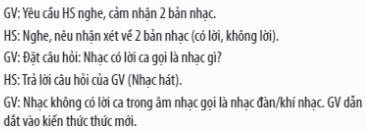 GV: Yêu cầu HS nghe, cảm nhận 2 bản nhạc.
HS: Nghe, nêu nhận xét về 2 bản nhạc (có lời, không lời).
GV: Đặt câu hỏi: Nhạc có lời ca gọi là nhạc gì?
HS: Trả lời câu hỏi của GV (Nhạc hát).
GV: Nhạc không có lời ca trong âm nhạc gọi là nhạc đàn/khí nhạc. GV dẫn
dắt vào kiến thức thức mới.